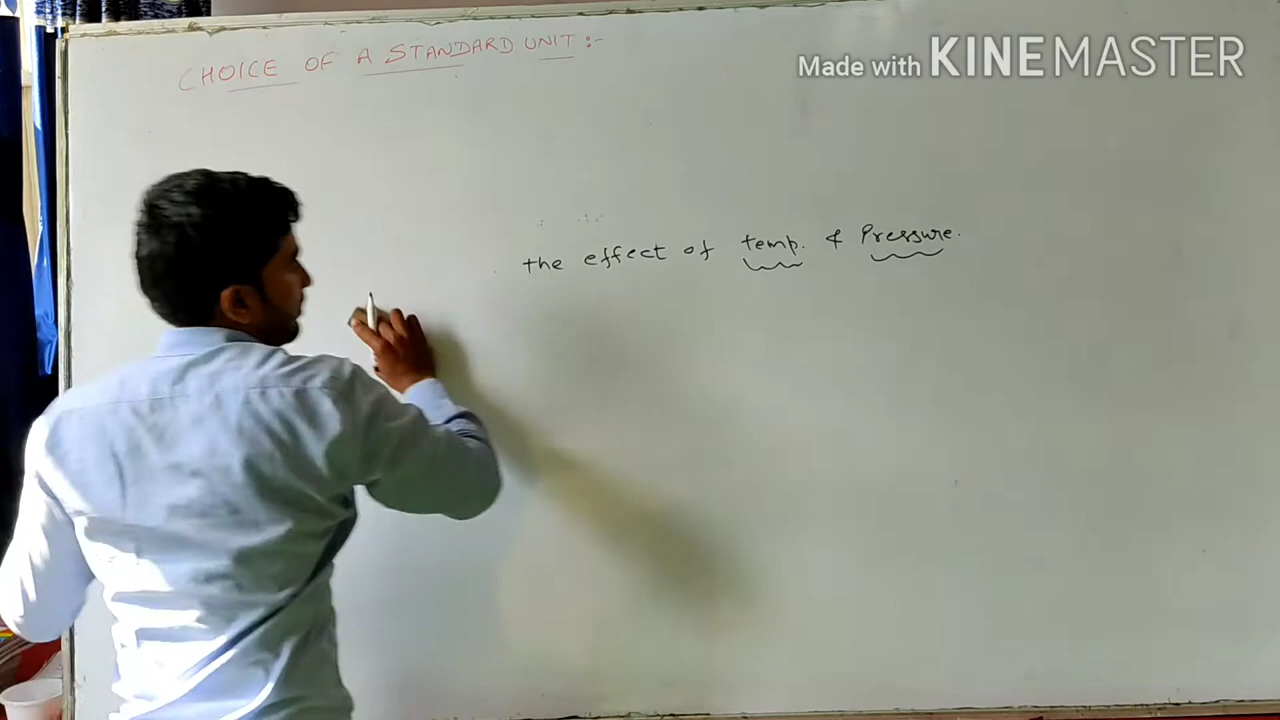 CHOICE OF A STANDARD UNIT :-
Made with KINEMASTER
the effect of temp. & Pressure.